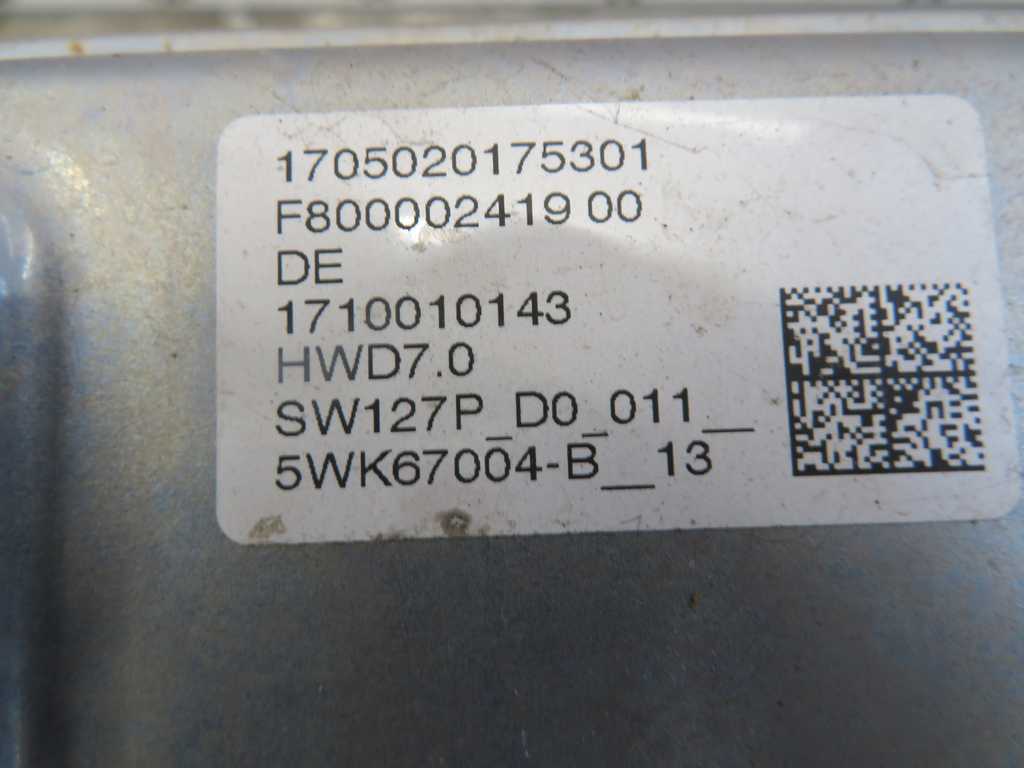 1705020175301
F800002419 00
DE
1710010143
HWD7.0
SW127P_D0_011__
5WK67004-B__13